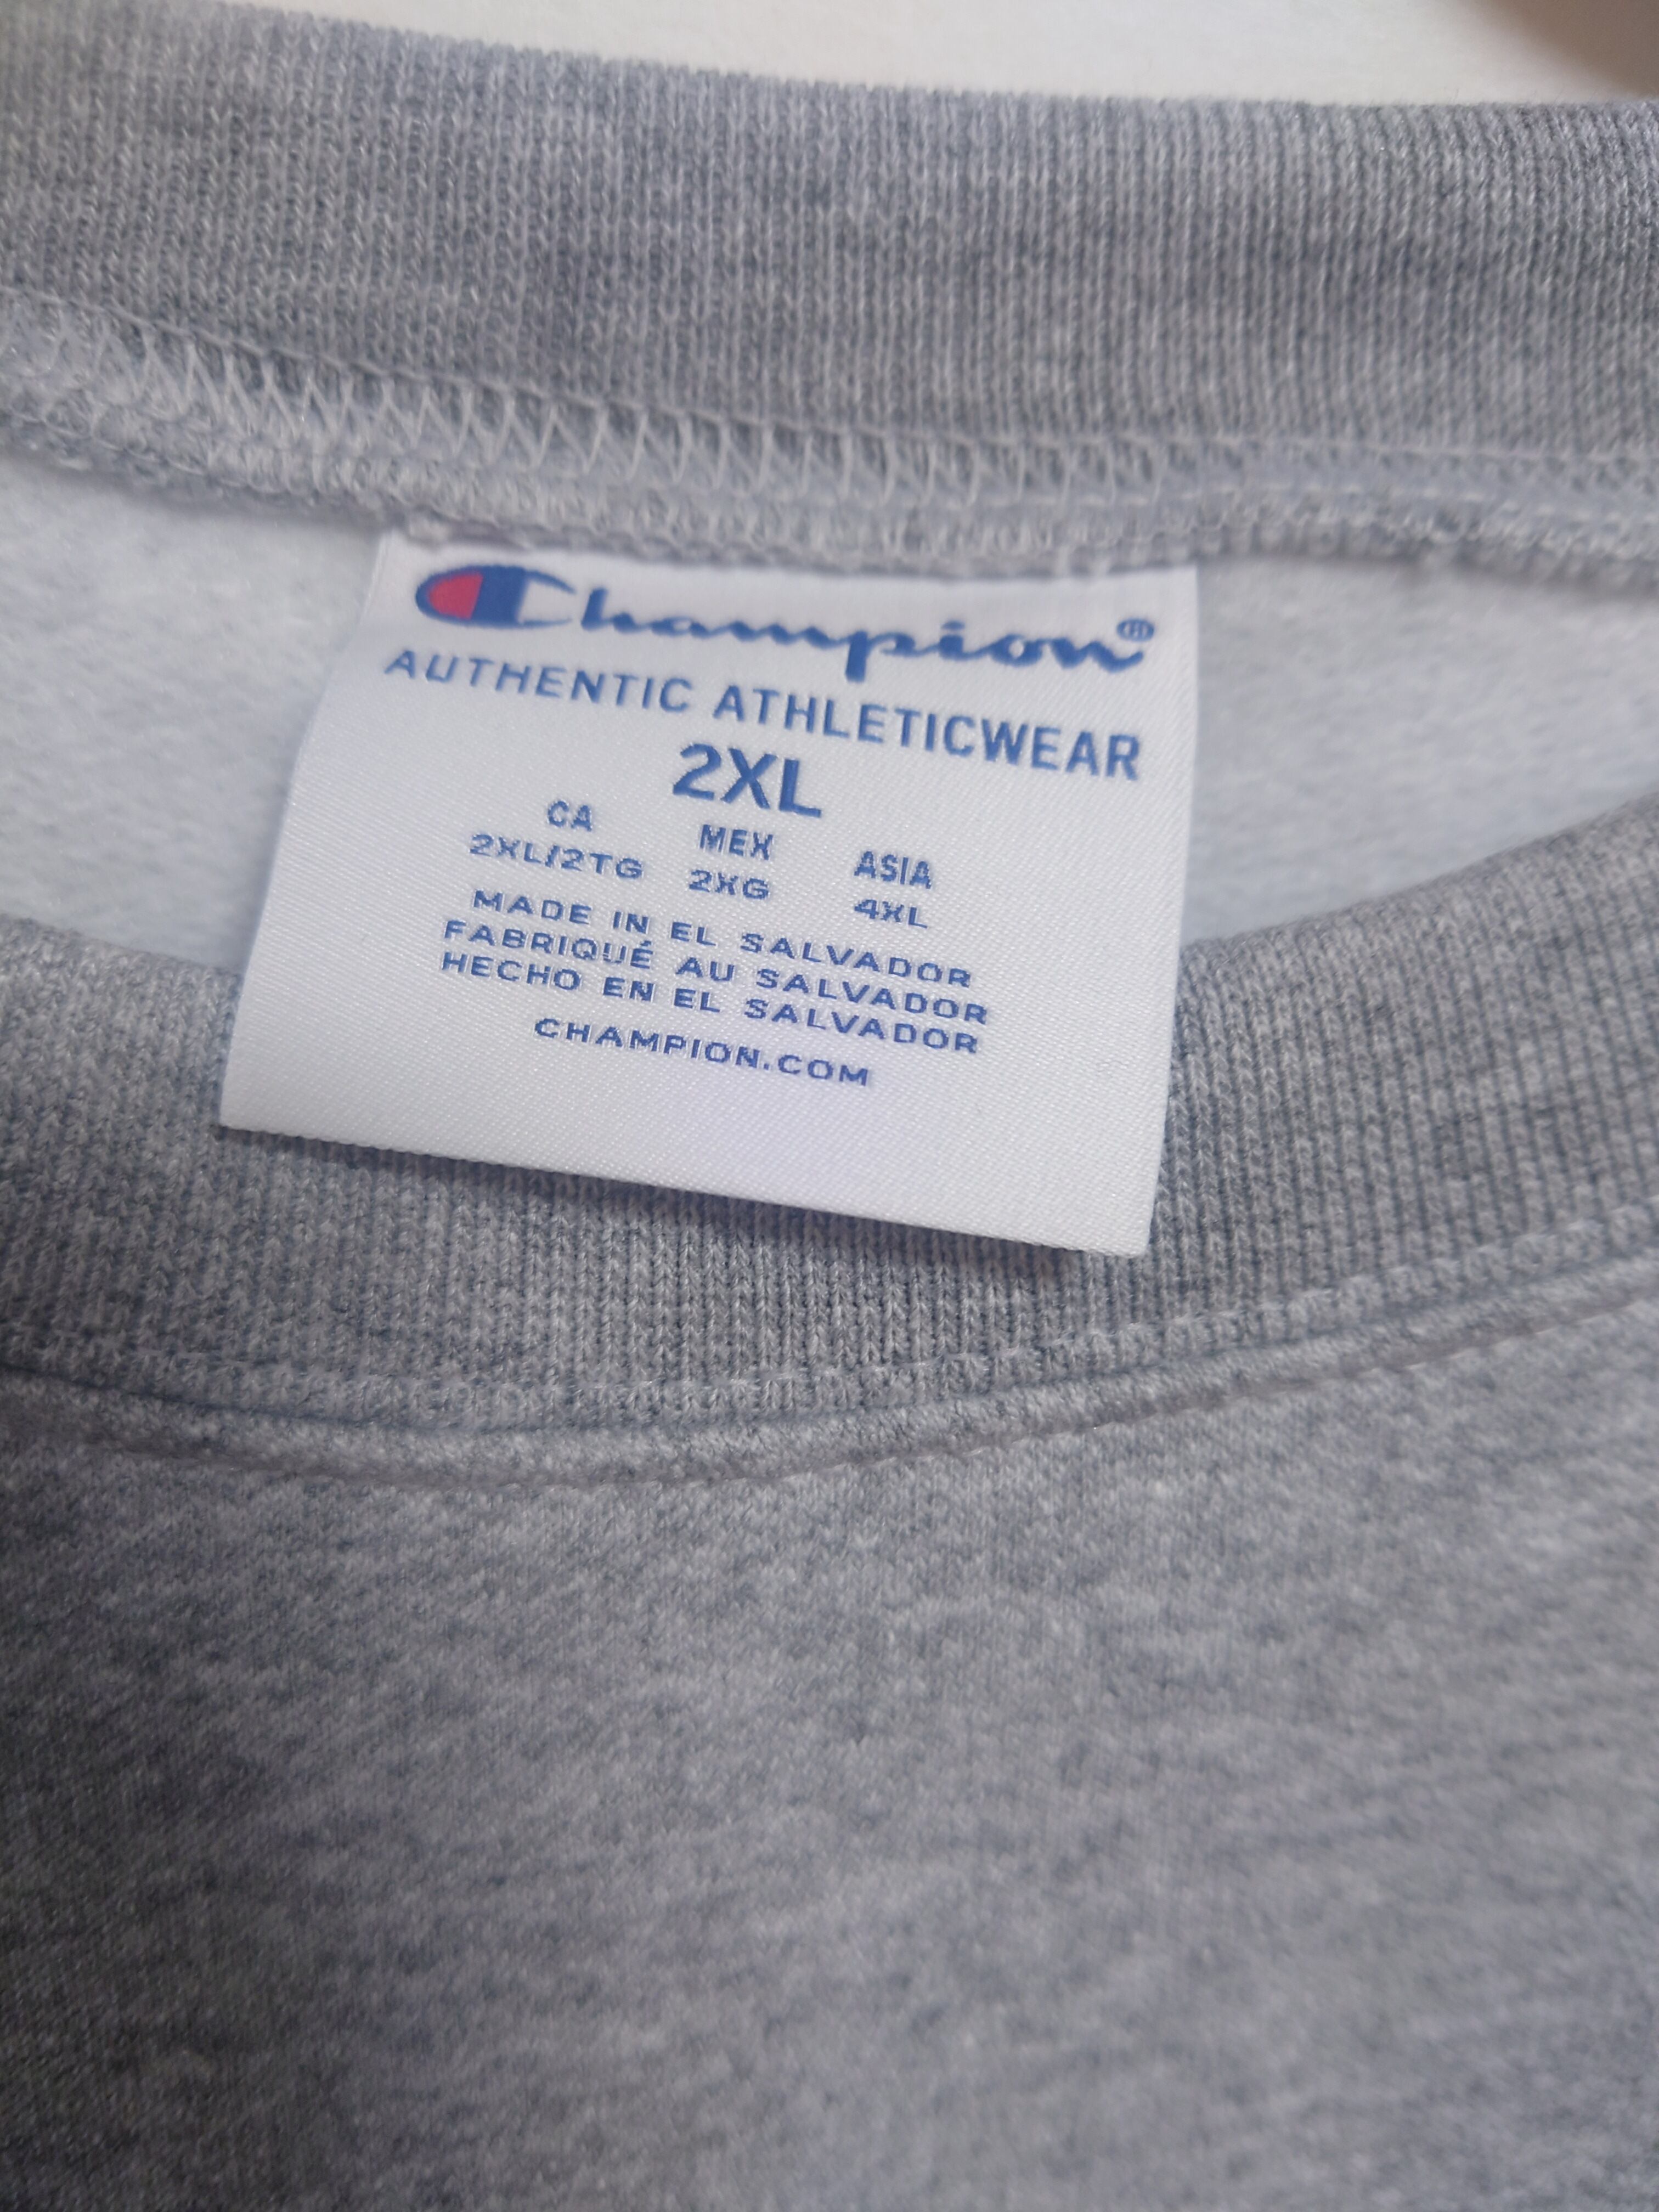 Champion®
AUTHENTIC ATHLETICWEAR
2XL
CA MEX ASIA
2XL/2TG 2XG 4XL
MADE IN EL SALVADOR
FABRIQUÉ AU SALVADOR
HECHO EN EL SALVADOR
CHAMPION.COM